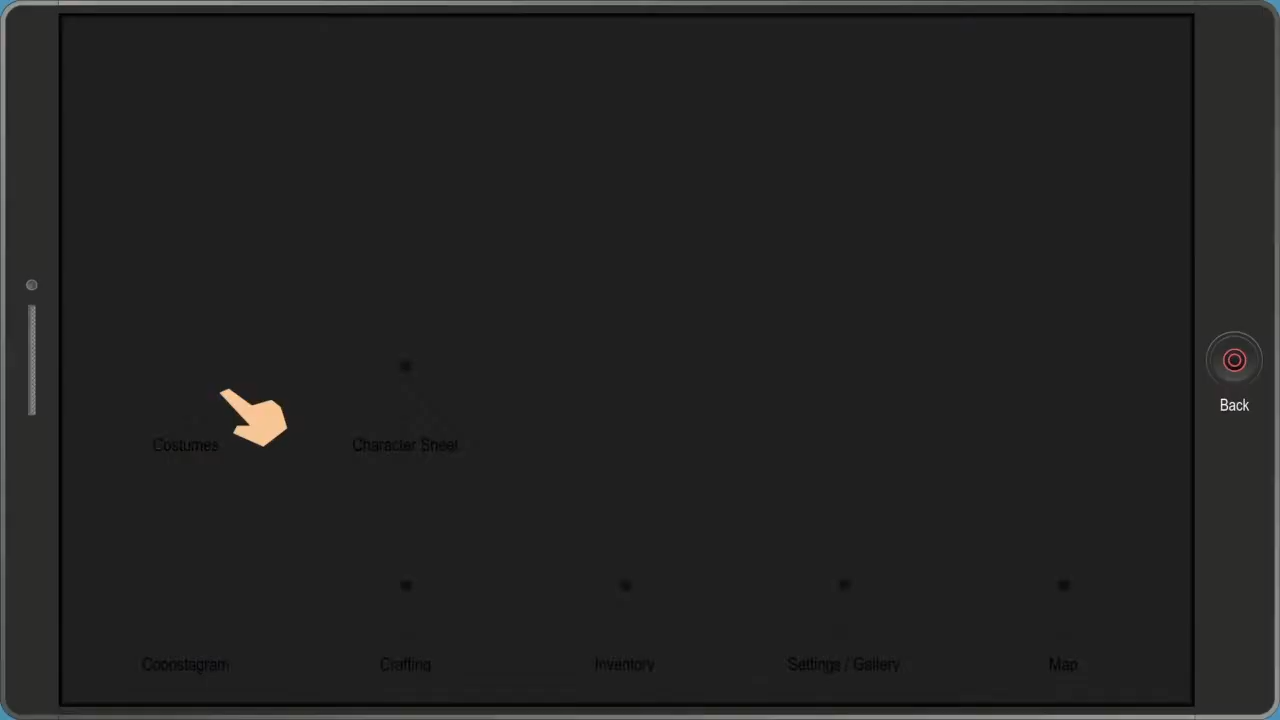 Back
Costumes
Character Sheet
Coonstagram
Crafting
Inventory
Settings / Gallery
Map